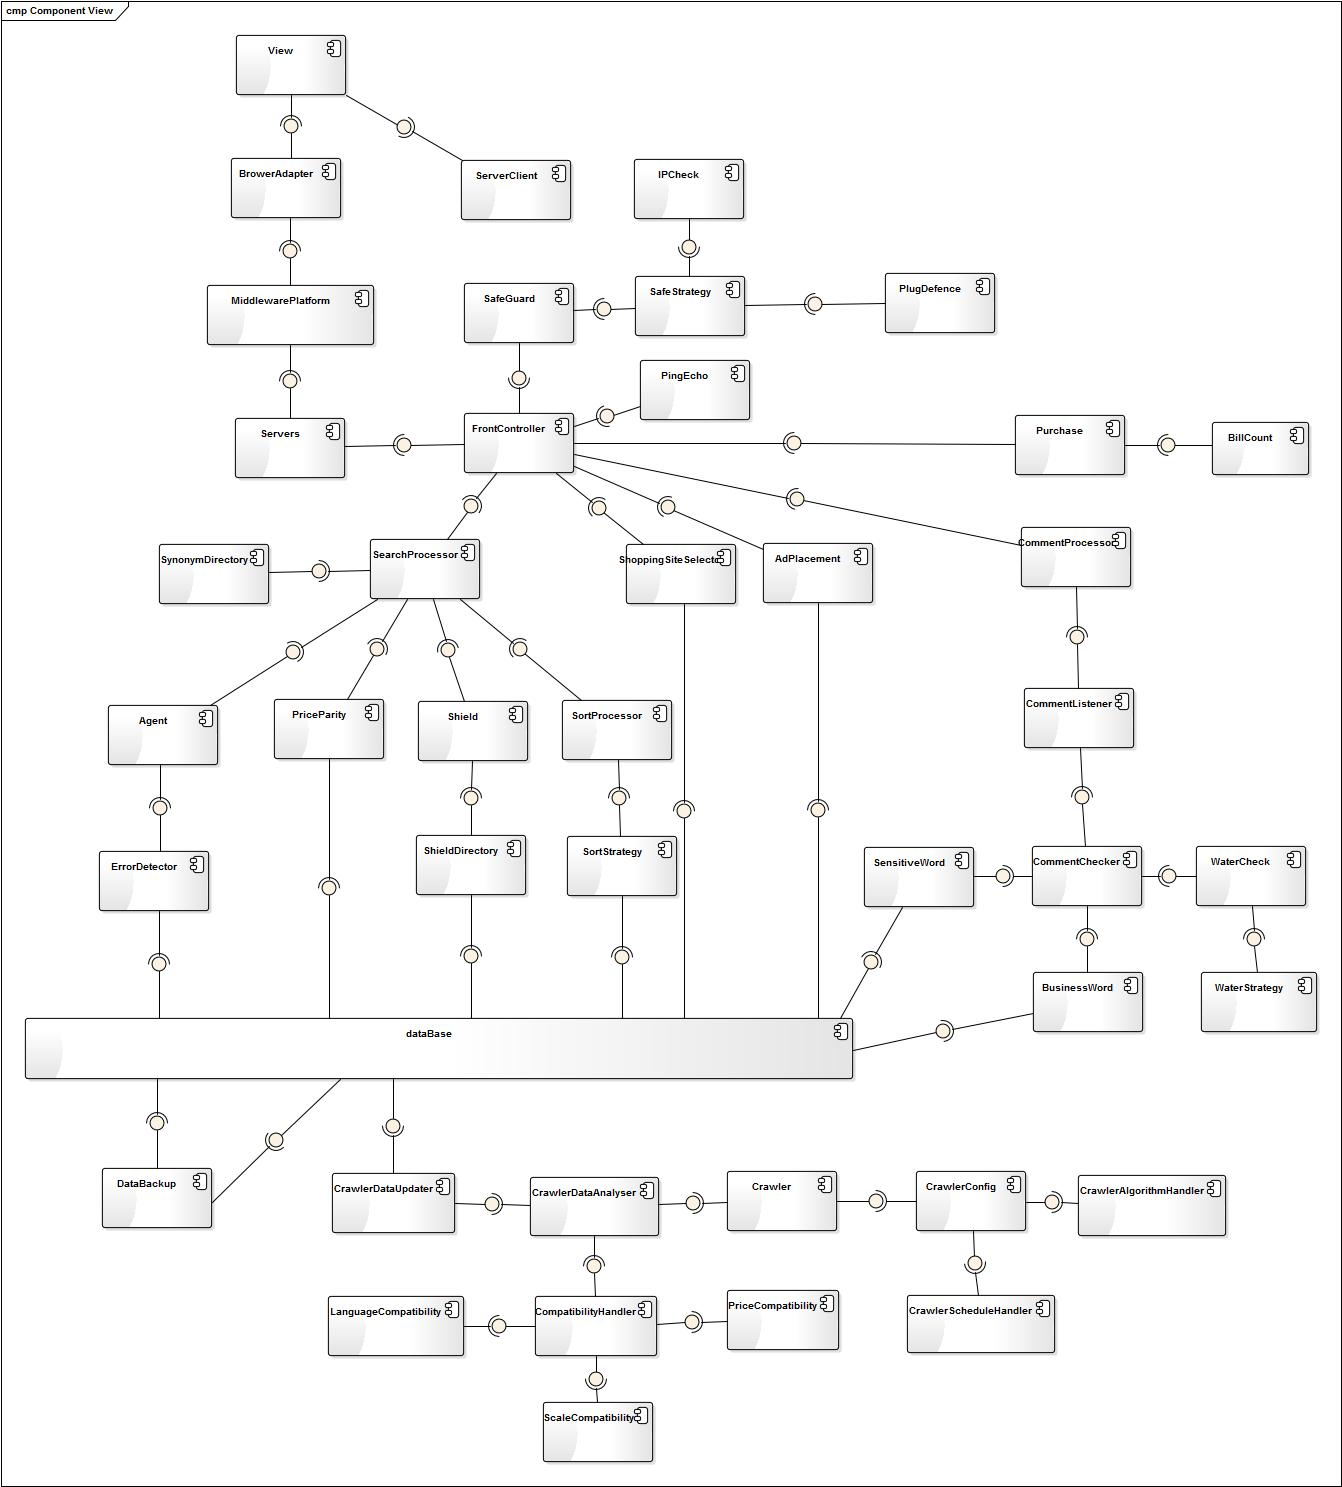 cmp Component View
View
BrowerAdapter
ServerClient
IPCheck
MiddlewarePlatform
SafeGuard
SafeStrategy
PlugDefence
PingEcho
Servers
FrontController
Purchase
BillCount
SynonymDirectory
SearchProcessor
ShoppingSiteSelecto
AdPlacement
CommentProcessor
Agent
PriceParity
Shield
SortProcessor
CommentListener
ErrorDetector
ShieldDirectory
SortStrategy
SensitiveWord
CommentChecker
WaterCheck
BusinessWord
WaterStrategy
dataBase
DataBackup
CrawlerDataUpdater
CrawlerDataAnalyser
Crawler
CrawlerConfig
CrawlerAlgorithmHandler
LanguageCompatibility
CompatibilityHandler
PriceCompatibility
CrawlerScheduleHandler
ScaleCompatibility